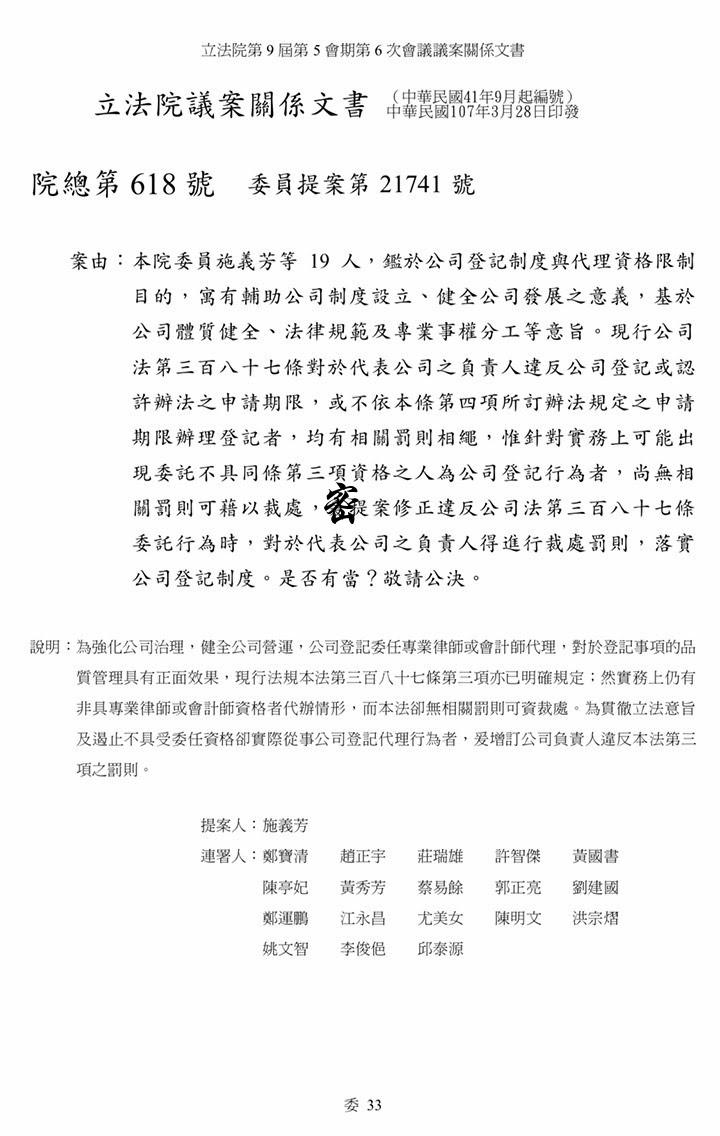 立法院第 9 屆第 5 會期第 6 次會議議案關係文書
立法院議案關係文書 (中華民國41年9月起編號)
中華民國107年3月28日印發
院總第 618 號 委員提案第 21741 號
案由：本院委員施義芳等 19 人，鑑於公司登記制度與代理資格限制
目的，寓有輔助公司制度設立、健全公司發展之意義，基於
公司體質健全、法律規範及專業事權分工等意旨。現行公司
法第三百八十七條對於代表公司之負責人違反公司登記或認
許辦法之申請期限，或不依本條第四項所訂辦法規定之申請
期限辦理登記者，均有相關罰則相繩，惟針對實務上可能出
現委託不具同條第三項資格之人為公司登記行為者，尚無相
關罰則可藉以裁處，密提案修正違反公司法第三百八十七條
委託行為時，對於代表公司之負責人得進行裁處罰則，落實
公司登記制度。是否有當？敬請公決。
說明：為強化公司治理，健全公司營運，公司登記委任專業律師或會計師代理，對於登記事項的品
質管理具有正面效果，現行法規本法第三百八十七條第三項亦已明確規定；然實務上仍有
非具專業律師或會計師資格者代辦情形，而本法卻無相關罰則可資裁處。為貫徹立法意旨
及遏止不具受委任資格卻實際從事公司登記代理行為者，爰增訂公司負責人違反本法第三
項之罰則。
提案人：施義芳
連署人：鄭寶清 趙正宇 莊瑞雄 許智傑 黃國書
陳亭妃 黃秀芳 蔡易餘 郭正亮 劉建國
鄭運鵬 江永昌 尤美女 陳明文 洪宗熠
姚文智 李俊俋 邱泰源
委 33